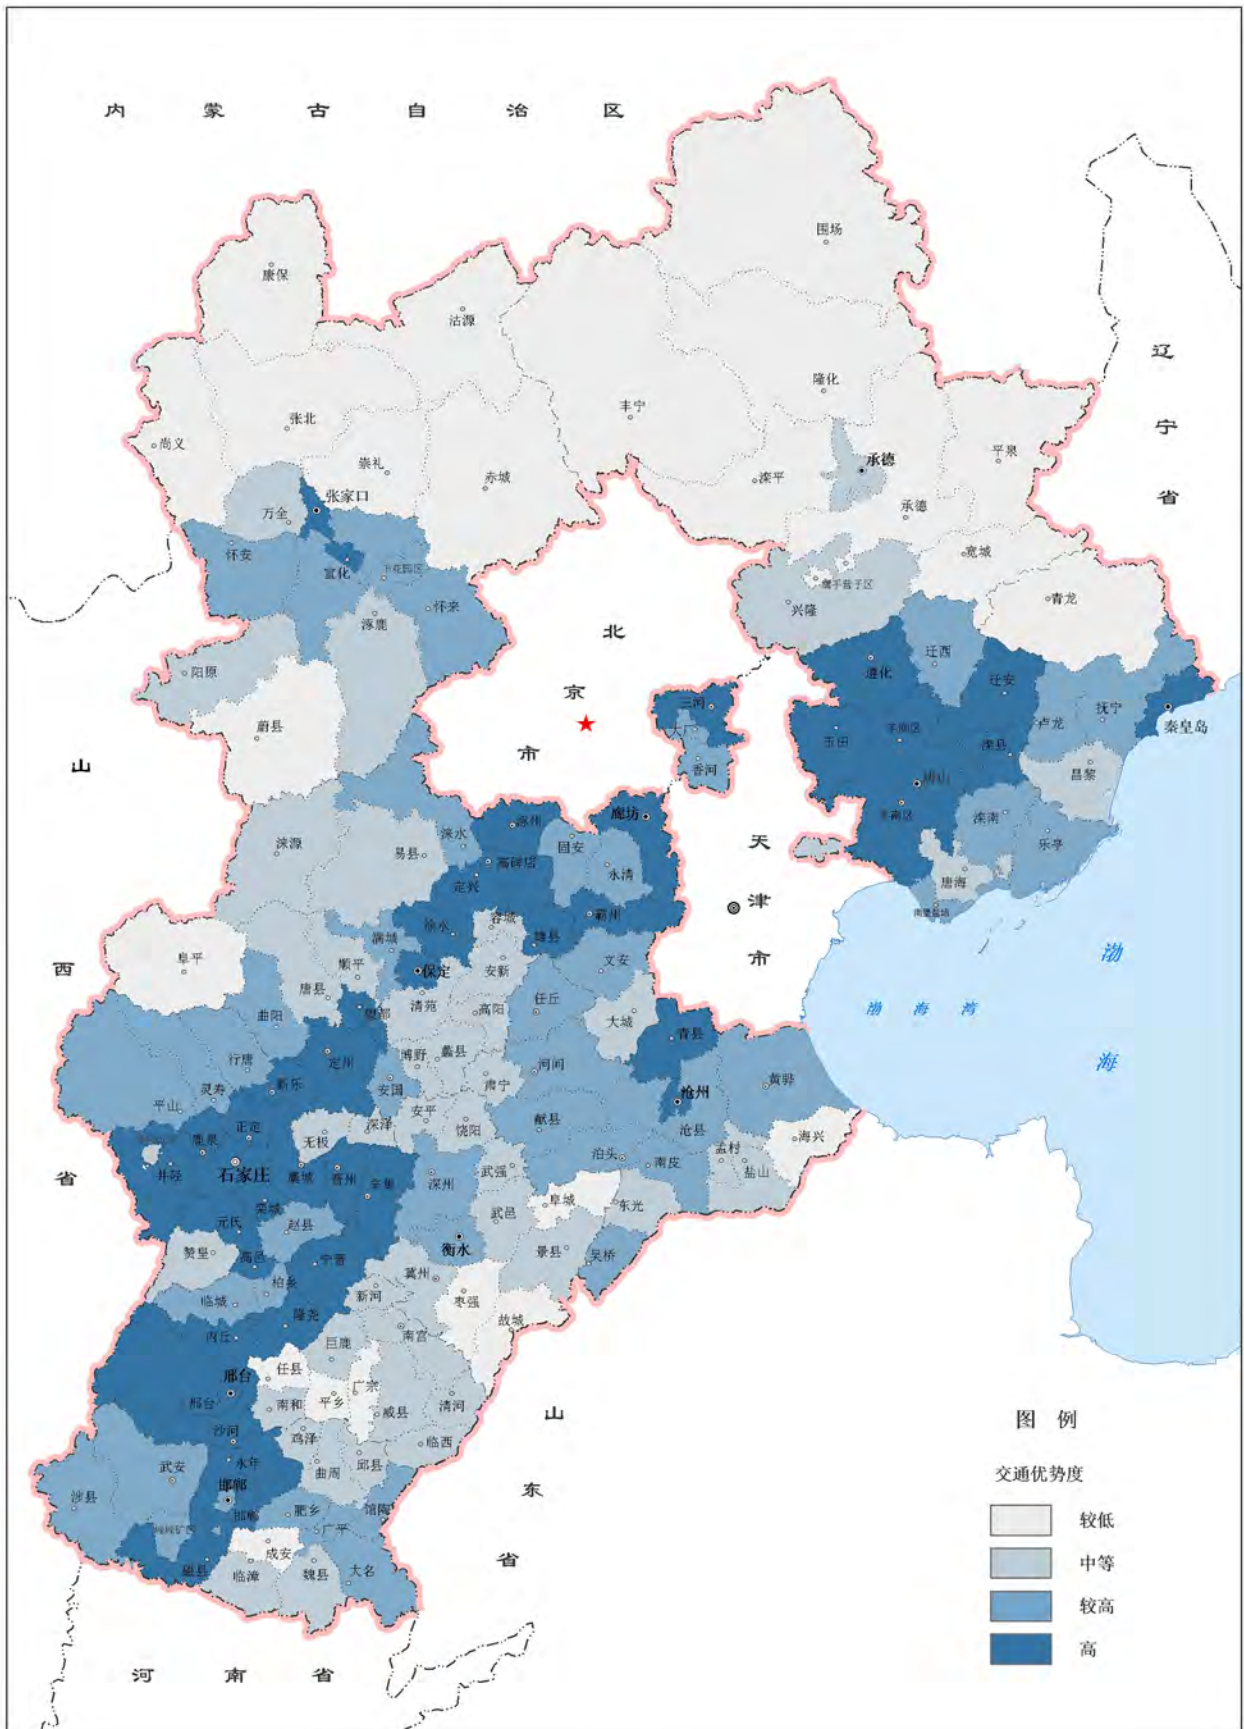 内蒙古自治区
围场
康保
沽源
辽宁省
隆化
丰宁
张北
尚义
崇礼
平泉
承德
滦平
赤城
张家口
万全
承德
怀安
宽城
宣化
下花园区
鹰手营子区
青龙
兴隆
怀来
涿鹿
北京市
迁西
阳原
遵化
迁安
三河
抚宁
蔚县
大厂
卢龙
秦皇岛
玉田
丰润区
滦县
山西省
香河
昌黎
唐山
涿州
廊坊
丰南区
滦南
涞水
固安
天津市
乐亭
涞源
易县
高碑店
永清
定兴
唐海
霸州
南堡盐场
容城
徐水
雄县
满城
渤海
阜平
保定
顺平
安新
文安
唐县
清苑
任丘
渤海湾
曲阳
望都
高阳
大城
青县
定州
博野
蠡县
河间
行唐
安国
肃宁
黄骅
新乐
灵寿
沧州
平山
安平
献县
深泽
饶阳
沧县
正定
无极
海兴
鹿泉
泊头
孟村
井陉
石家庄
藁城
晋州
深州
武强
南皮
盐山
辛集
阜城
东光
栾城
武邑
元氏
赵县
衡水
赞皇
高邑
宁晋
景县
吴桥
冀州
柏乡
新河
枣强
临城
隆尧
故城
内丘
南宫
巨鹿
任县
邢台
广宗
邢台
南和
平乡
威县
清河
山东省
图例
沙河
鸡泽
临西
永年
邱县
武安
曲周
交通优势度
邯郸
涉县
肥乡
馆陶
邯郸
峰峰矿区
广平
较低
成安
磁县
临漳
魏县
大名
中等
较高
高
河南省